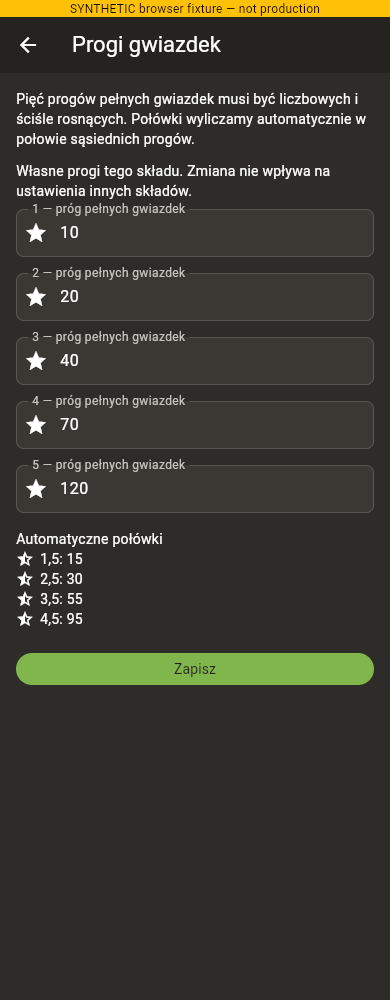 SYNTHETIC browser fixture — not production
Progi gwiazdek
Pięć progów pełnych gwiazdek musi być liczbowych i
ściśle rosnących. Połówki wyliczamy automatycznie w
połowie sąsiednich progów.
Własne progi tego składu. Zmiana nie wpływa na
ustawienia innych składów.
1 — próg pełnych gwiazdek
10
2 — próg pełnych gwiazdek
20
3 — próg pełnych gwiazdek
40
4 — próg pełnych gwiazdek
70
5 — próg pełnych gwiazdek
120
Automatyczne połówki
1,5: 15
2,5: 30
3,5: 55
4,5: 95
Zapisz